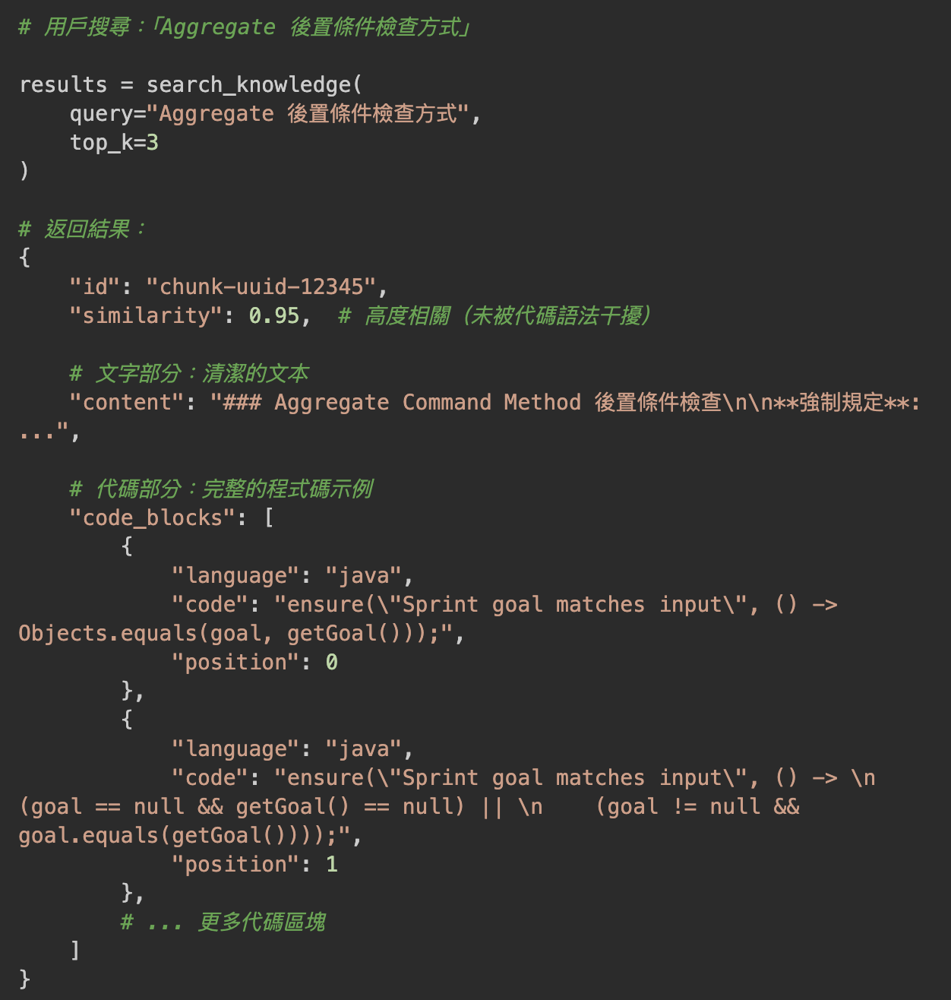 # 用戶搜尋：「Aggregate 後置條件檢查方式」
results = search_knowledge(
    query="Aggregate 後置條件檢查方式",
    top_k=3
)
# 返回結果：
{
    "id": "chunk-uuid-12345",
    "similarity": 0.95,  # 高度相關（未被代碼語法干擾）
    # 文字部分：清潔的文本
    "content": "### Aggregate Command Method 後置條件檢查\n\n**強制規定**:
...",
    # 代碼部分：完整的程式碼示例
    "code_blocks": [
        {
            "language": "java",
            "code": "ensure(\"Sprint goal matches input\", () ->
Objects.equals(goal, getGoal()));",
            "position": 0
        },
        {
            "language": "java",
            "code": "ensure(\"Sprint goal matches input\", () -> \n
(goal == null && getGoal() == null) || \n    (goal != null &&
goal.equals(getGoal())));",
            "position": 1
        },
        # ... 更多代碼區塊
    ]
}